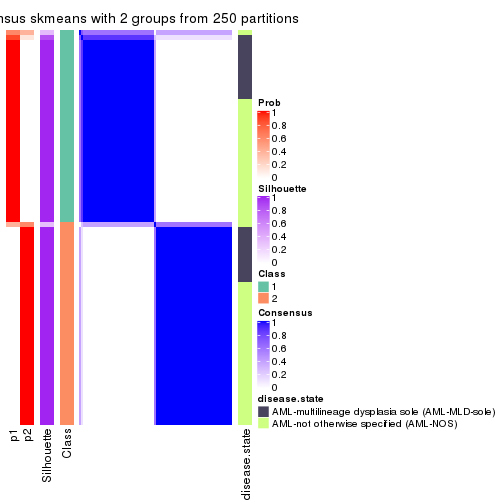 nsus skmeans with 2 groups from 250 partitions
Prob
1
0.8
0.6
0.4
0.2
0
Silhouette
1
0.8
0.6
0.4
0.2
0
Class
1
2
Consensus
1
0.8
0.6
0.4
0.2
0
disease.state
AML-multilineage dysplasia sole (AML-MLD-sole)
AML-not otherwise specified (AML-NOS)
p1
p2
Silhouette
Class
disease.state